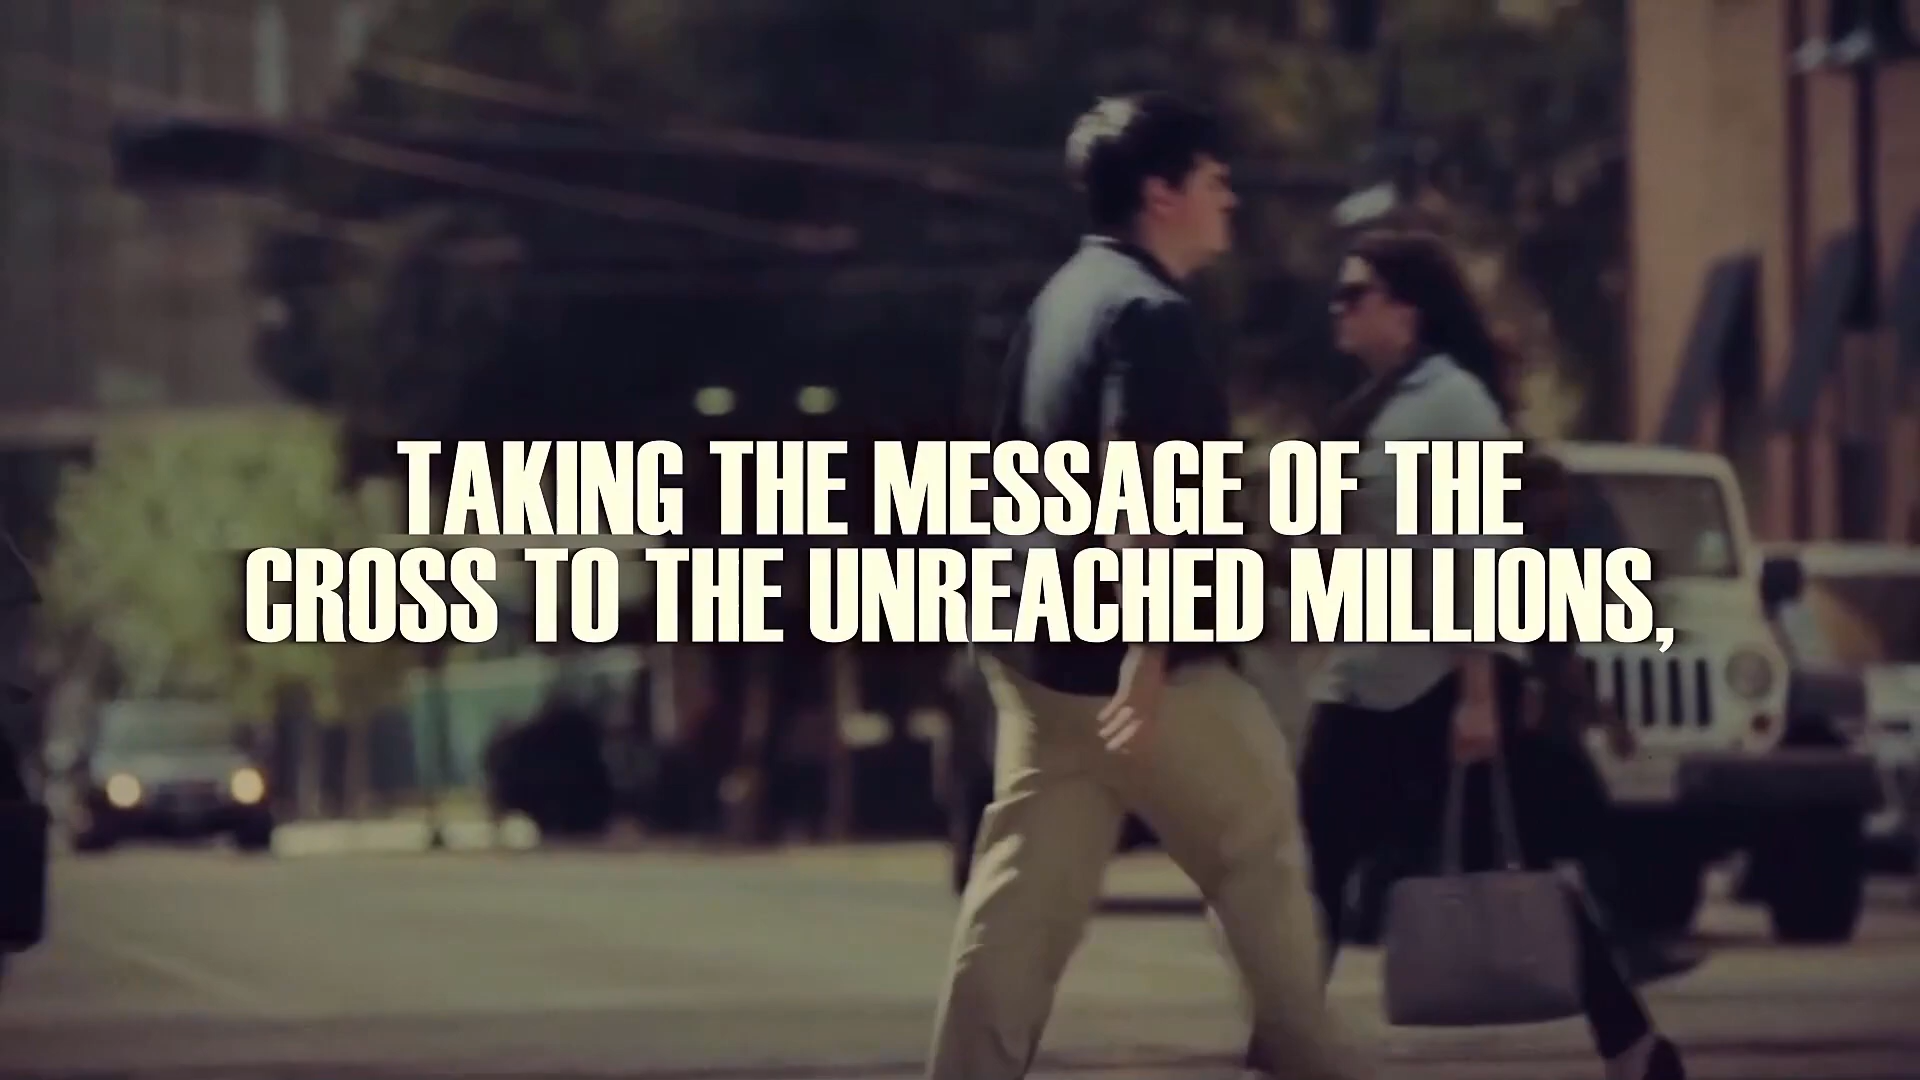 TAKING THE MESSAGE OF THE
CROSS TO THE UNREACHED MILLIONS,